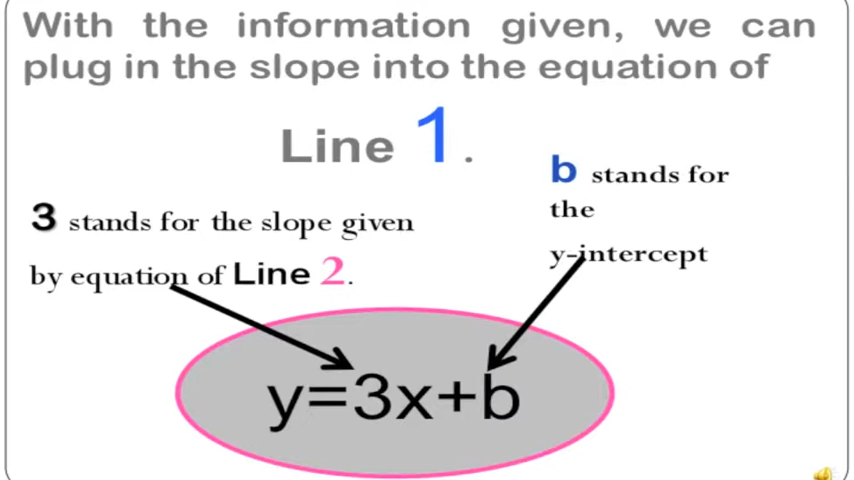 With the information given, we can
plug in the slope into the equation of
Line 1.
b stands for
the
y-intercept
3 stands for the slope given
by equation of Line 2.
y=3x+b